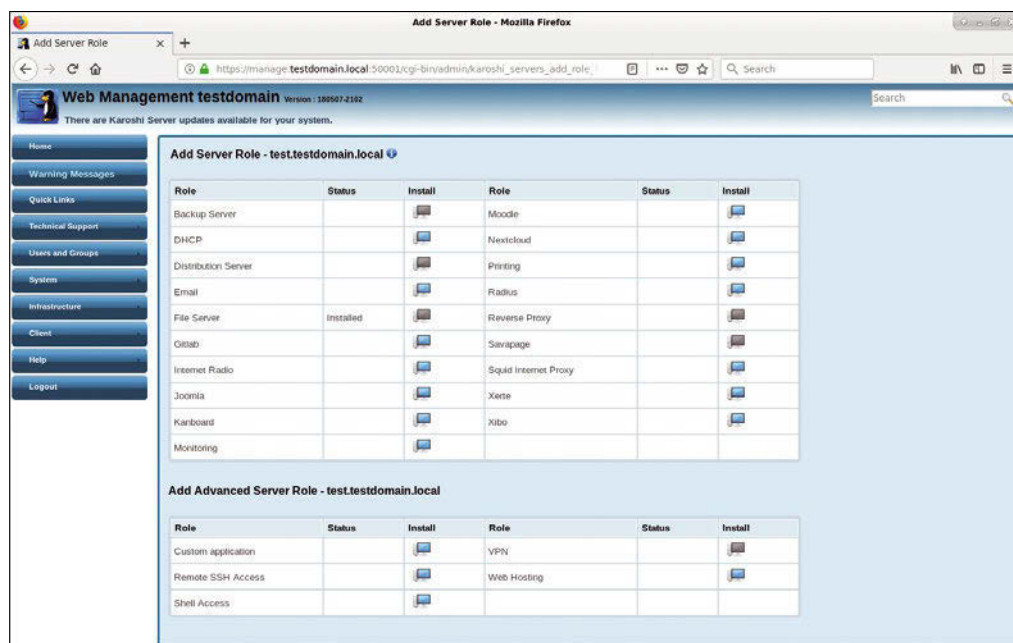 Add Server Role - Mozilla Firefox
Add Server Role
https://manage.testdomain.local:50001/cgi-bin/admin/karoshi_servers_add_role_
Search
Web Management testdomain Version : 180507-2102
Search
There are Karoshi Server updates available for your system.
Home
Warning Messages
Quick Links
Technical Support
Users and Groups
System
Infrastructure
Client
Help
Logout
Add Server Role - test.testdomain.local
Role Status Install Role Status Install
Backup Server Moodle
DHCP Nextcloud
Distribution Server Printing
Email Radius
File Server Installed Reverse Proxy
Gitlab Savapage
Internet Radio Squid Internet Proxy
Joomla Xerte
Kanboard Xibo
Monitoring
Add Advanced Server Role - test.testdomain.local
Role Status Install Role Status Install
Custom application VPN
Remote SSH Access Web Hosting
Shell Access